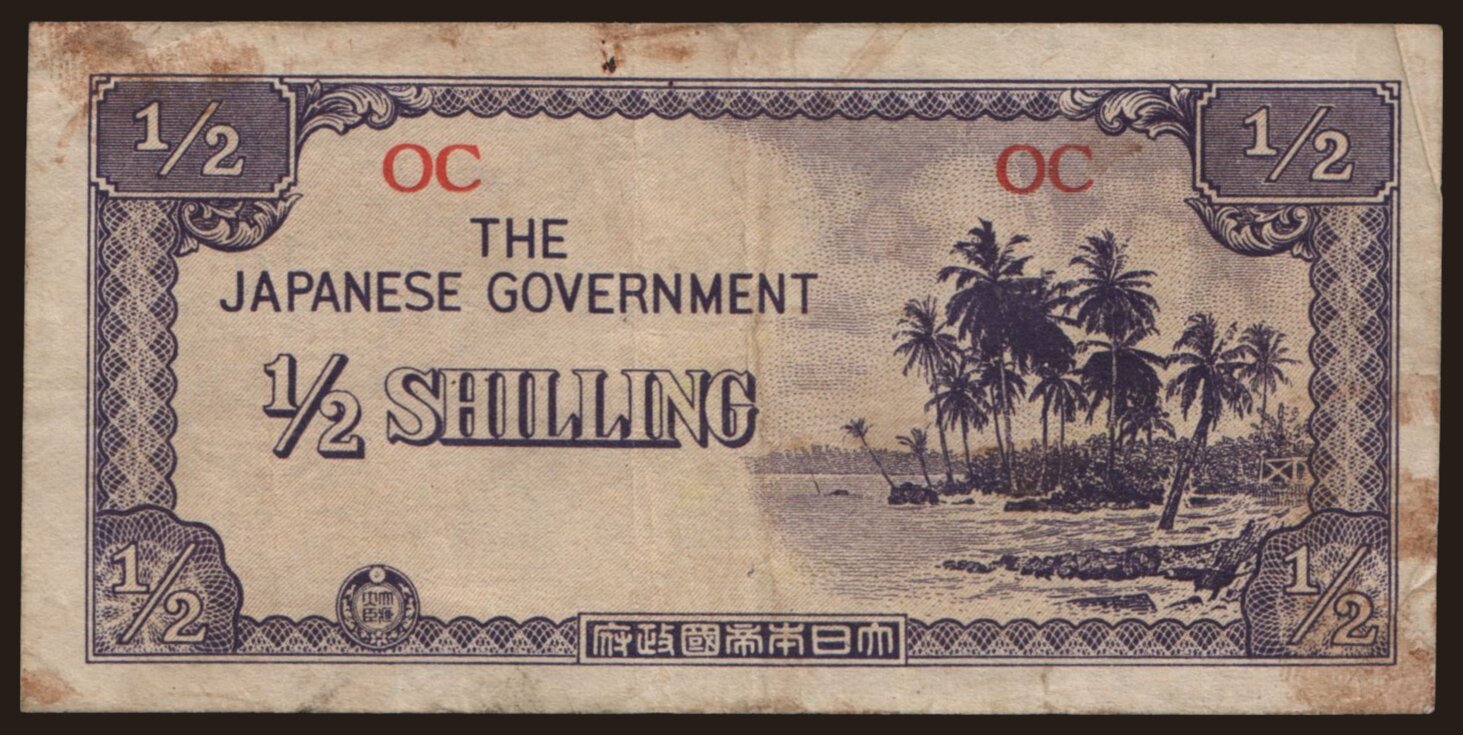 1/2 1/2
OC OC
THE
JAPANESE GOVERNMENT
1/2 SHILLING
1/2 1/2
府政國帝本日大